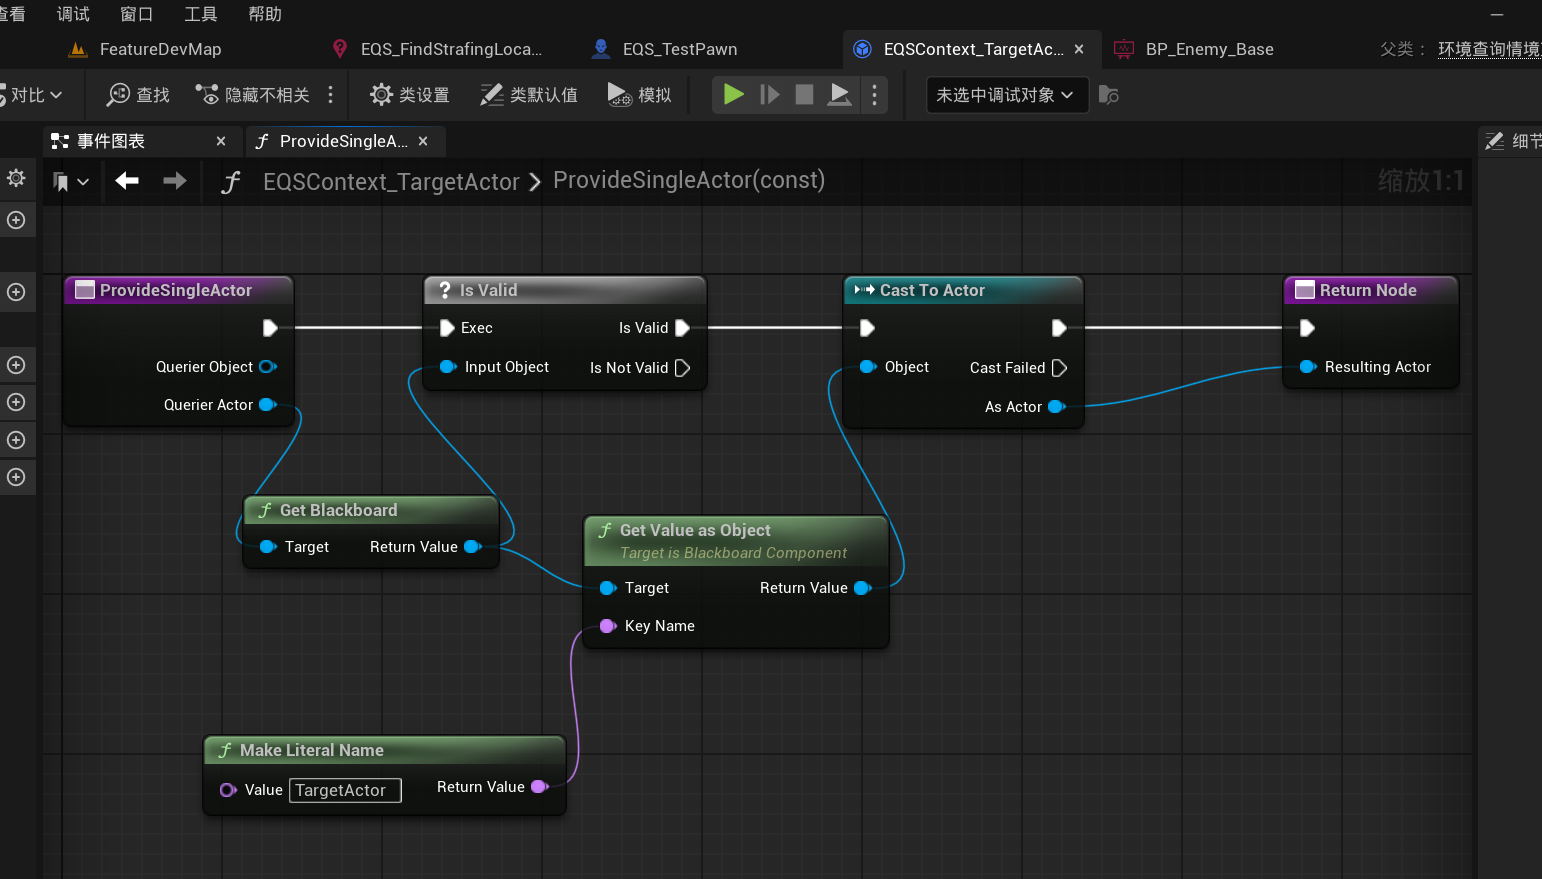 查看 调试 窗口 工具 帮助
FeatureDevMap EQS_FindStrafingLoca... EQS_TestPawn EQSContext_TargetAc... BP_Enemy_Base 父类： 环境查询情境
对比 查找 隐藏不相关 类设置 类默认值 模拟 未选中调试对象
事件图表 ProvideSingleA... 细节
EQSContext_TargetActor ProvideSingleActor(const) 缩放1:1
ProvideSingleActor
Querier Object
Querier Actor
? Is Valid
Exec Is Valid
Input Object Is Not Valid
Cast To Actor
Object Cast Failed
As Actor
Return Node
Resulting Actor
Get Blackboard
Target Return Value
Get Value as Object
Target is Blackboard Component
Target Return Value
Key Name
Make Literal Name
Value TargetActor Return Value